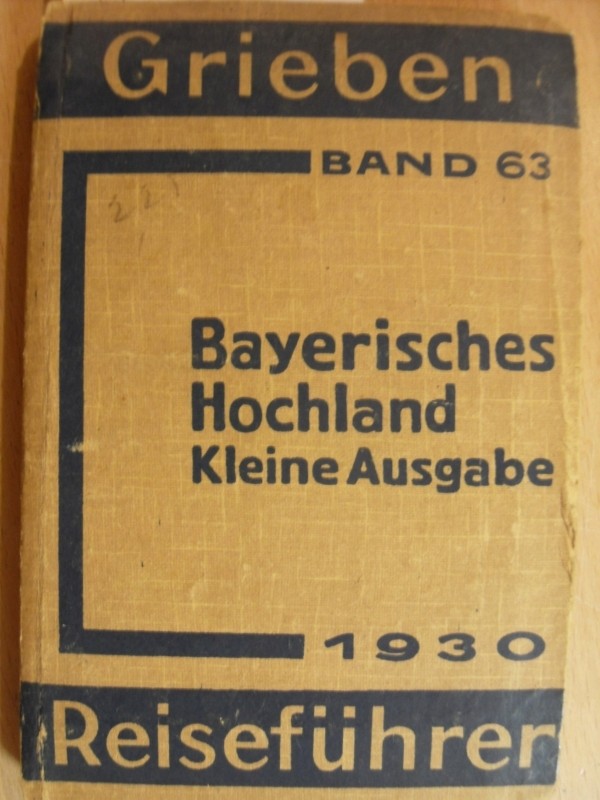 Grieben
BAND 63
Bayerisches
Hochland
Kleine Ausgabe
1930
Reiseführer